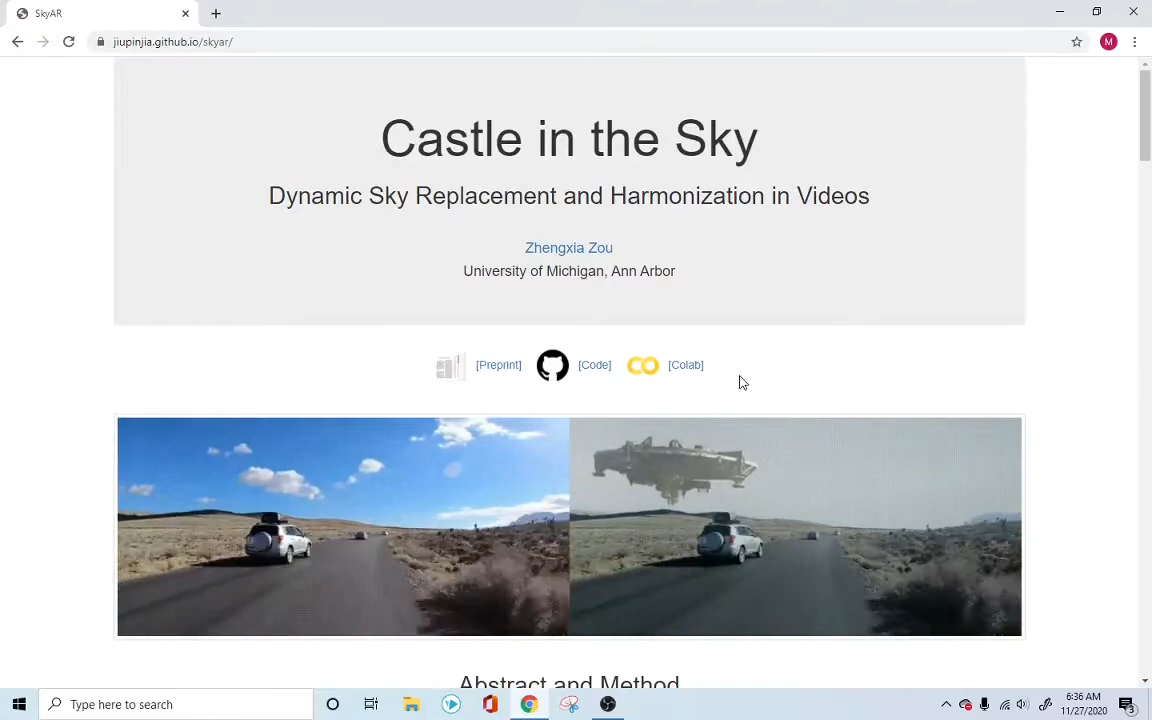 SkyAR
jiupinjia.github.io/skyar/
M
Castle in the Sky
Dynamic Sky Replacement and Harmonization in Videos
Zhengxia Zou
University of Michigan, Ann Arbor
[Preprint] [Code] [Colab]
Abstract and Method
Type here to search
6:36 AM
11/27/2020
3